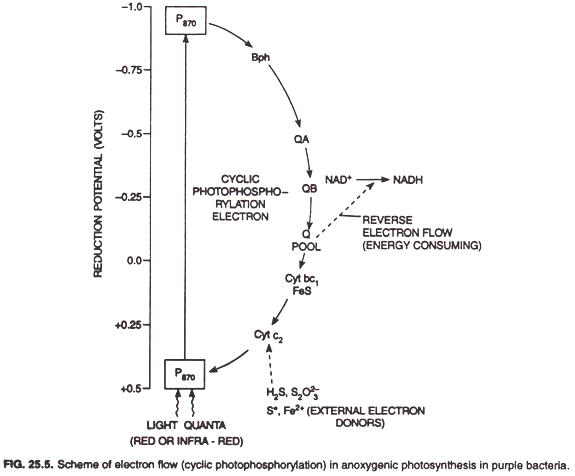 −1.0
P870
Bph
−0.75
−0.5
QA
REDUCTION POTENTIAL (VOLTS)
CYCLIC
PHOTOPHOSPHO-
RYLATION
ELECTRON
NAD⁺
NADH
QB
−0.25
REVERSE
ELECTRON FLOW
(ENERGY CONSUMING)
Q
POOL
0.0
Cyt bc₁
FeS
+0.25
Cyt c₂
P870
+0.5
H₂S, S₂O₃²⁻
S°, Fe²⁺ (EXTERNAL ELECTRON
DONORS)
LIGHT QUANTA
(RED OR INFRA - RED)
FIG. 25.5. Scheme of electron flow (cyclic photophosphorylation) in anoxygenic photosynthesis in purple bacteria.